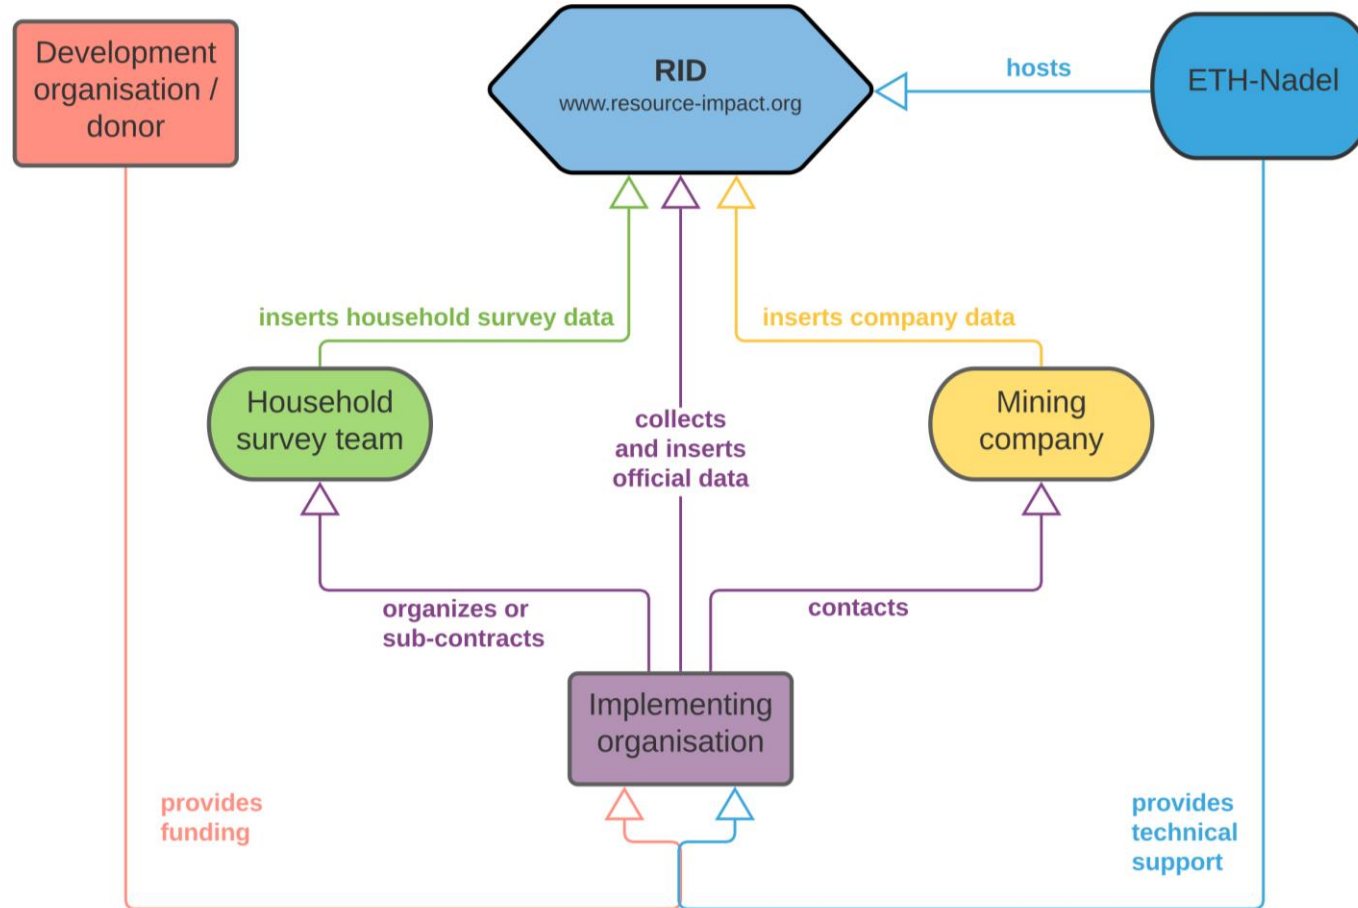 Development
organisation /
donor
RID
www.resource-impact.org
hosts
ETH-Nadel
inserts household survey data
inserts company data
Household
survey team
collects
and inserts
official data
Mining
company
organizes or
sub-contracts
contacts
Implementing
organisation
provides
funding
provides
technical
support